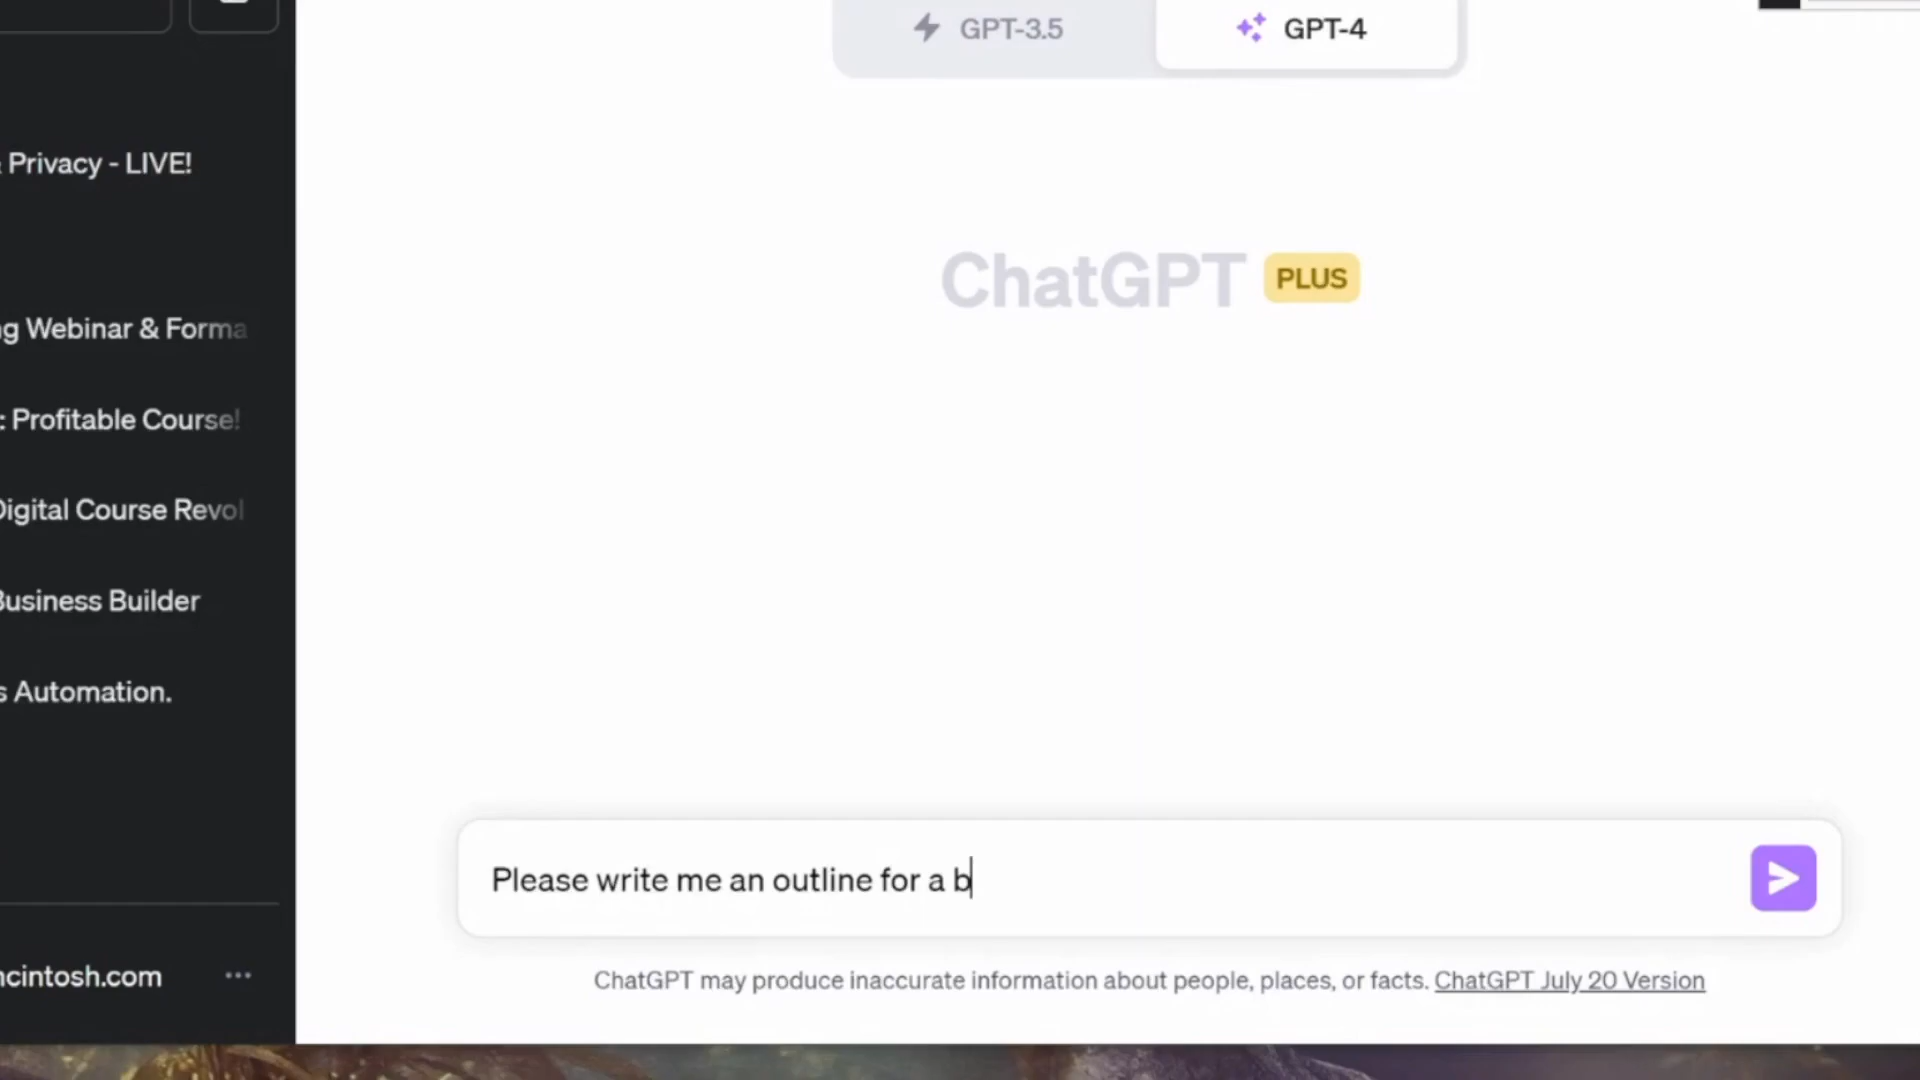 GPT-3.5
GPT-4
Privacy - LIVE!
ChatGPT PLUS
Webinar & Forma
: Profitable Course!
Digital Course Revol
Business Builder
s Automation.
Please write me an outline for a b
ncintosh.com
ChatGPT may produce inaccurate information about people, places, or facts. ChatGPT July 20 Version